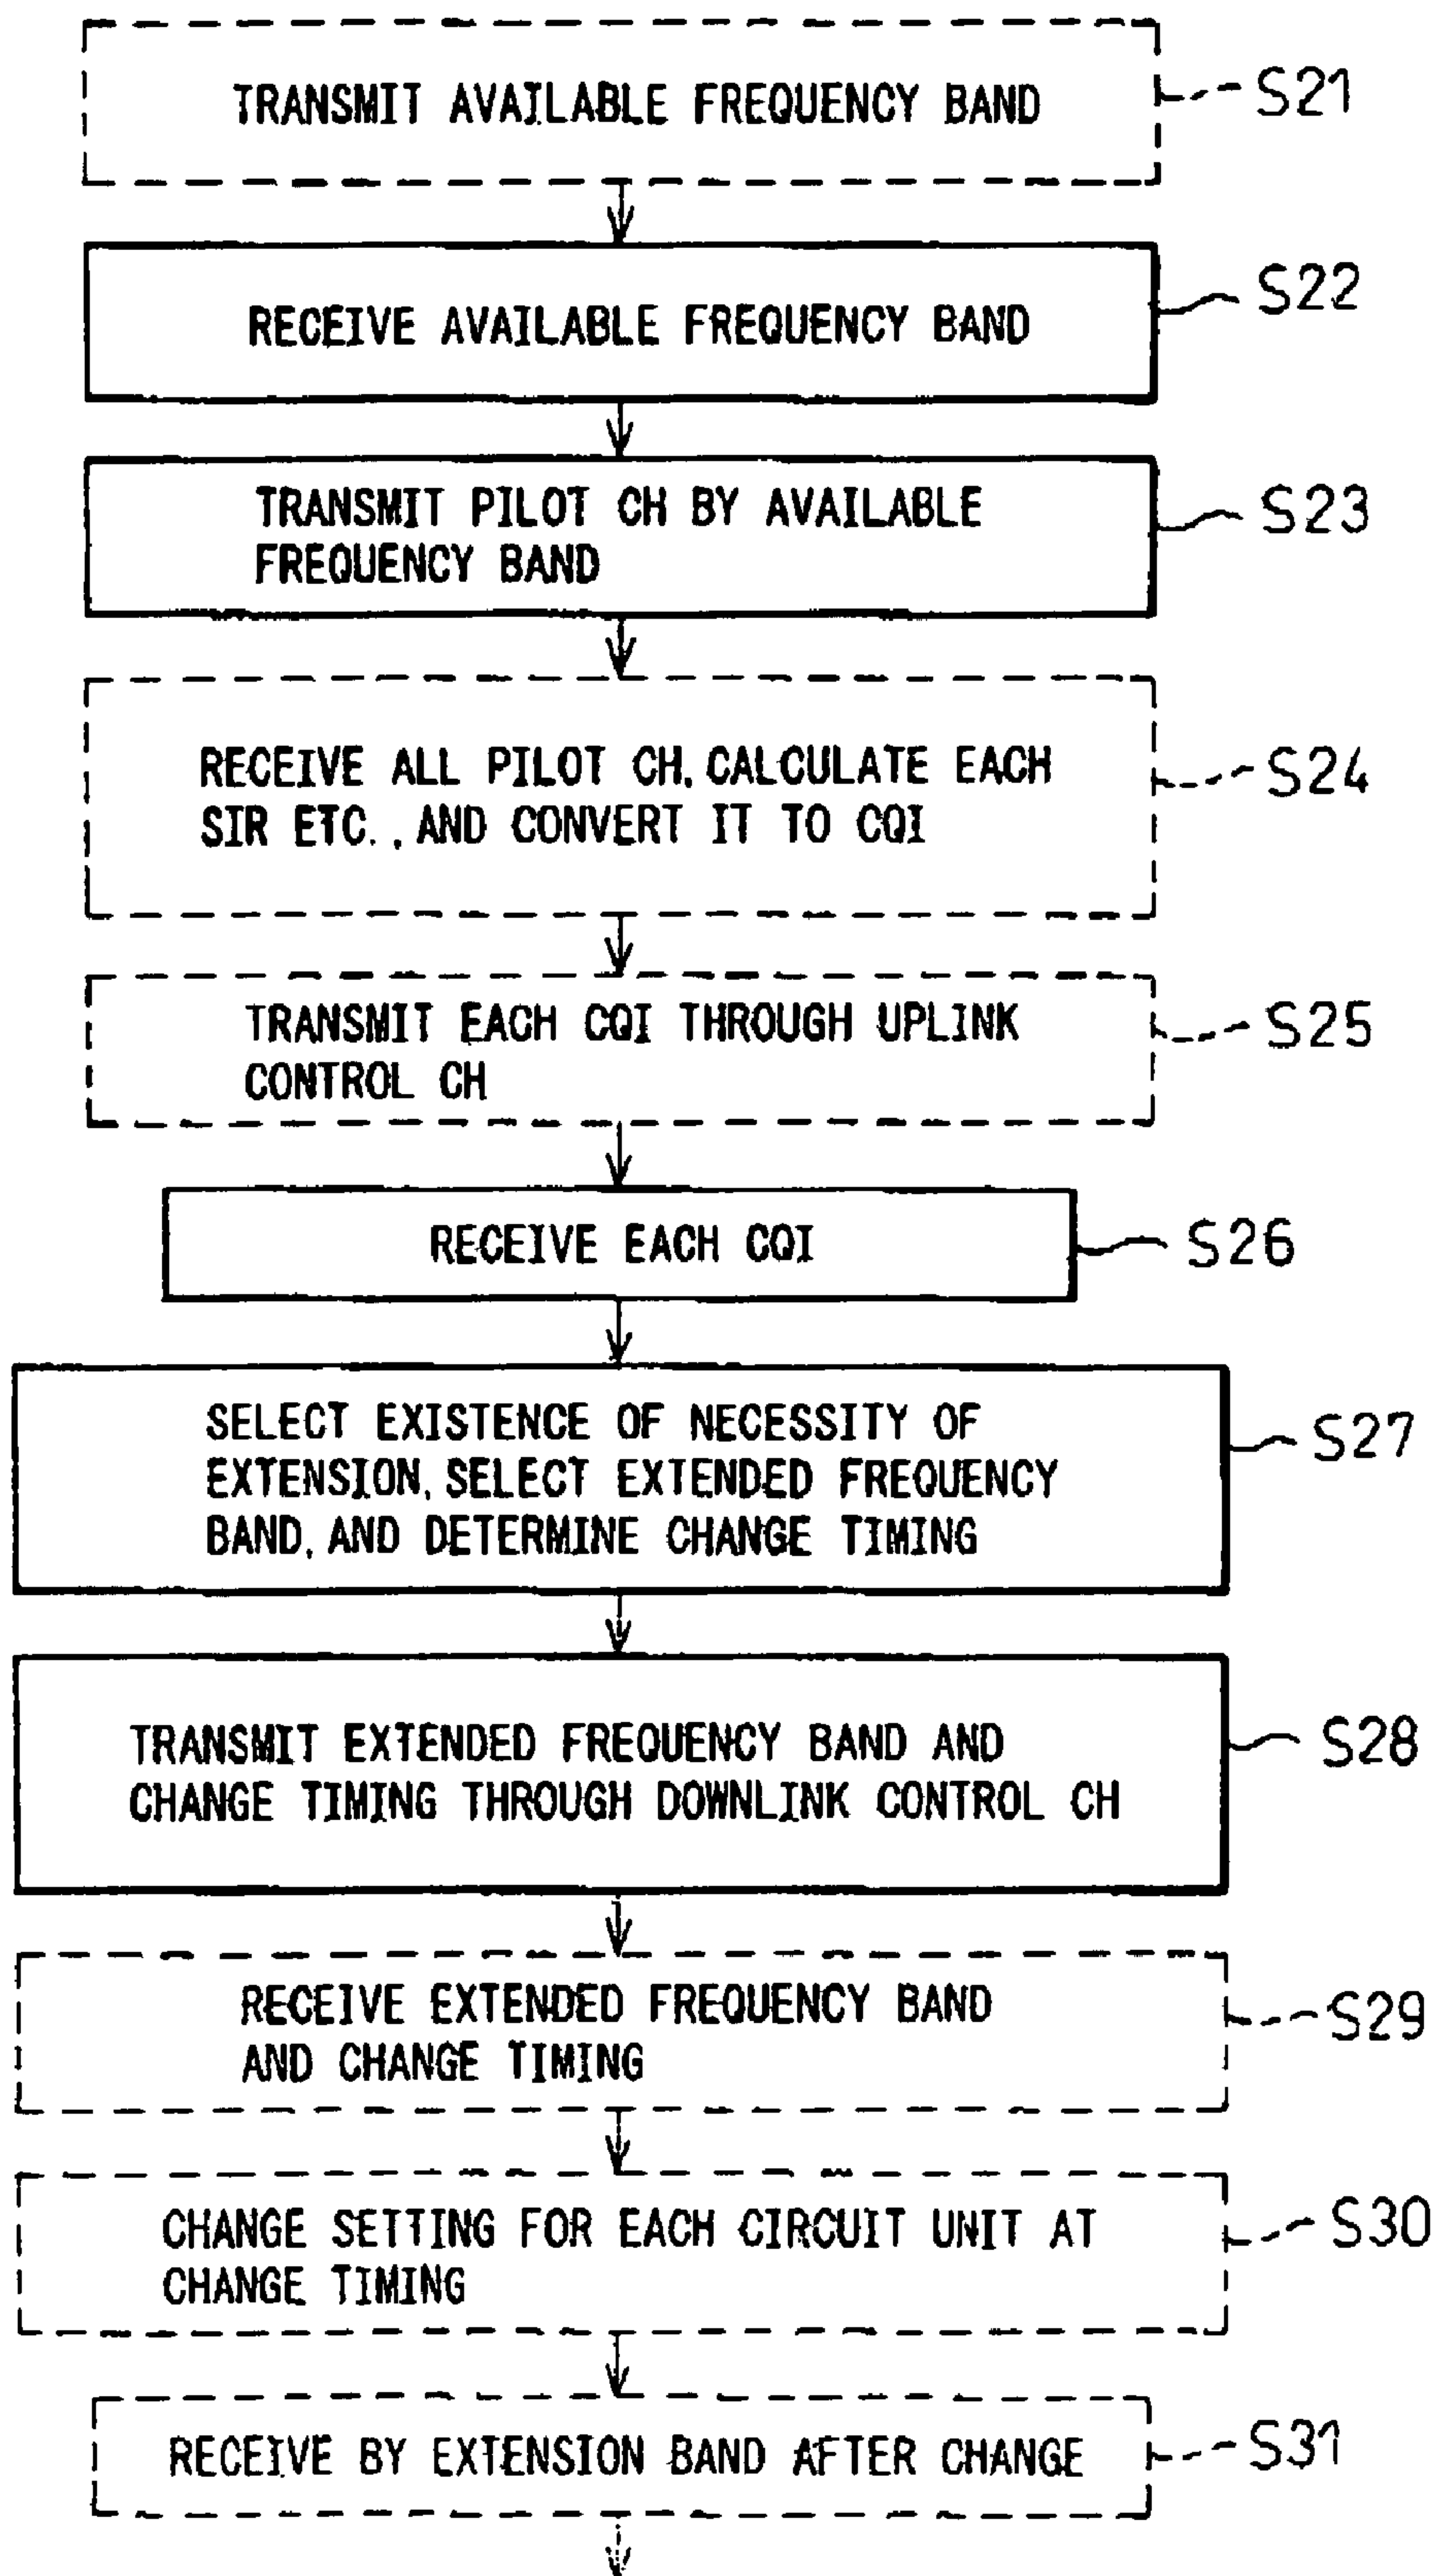 TRANSMIT AVAILABLE FREQUENCY BAND
S21
RECEIVE AVAILABLE FREQUENCY BAND
S22
TRANSMIT PILOT CH BY AVAILABLE
FREQUENCY BAND
S23
RECEIVE ALL PILOT CH, CALCULATE EACH
SIR ETC., AND CONVERT IT TO CQI
S24
TRANSMIT EACH CQI THROUGH UPLINK
CONTROL CH
S25
RECEIVE EACH CQI
S26
SELECT EXISTENCE OF NECESSITY OF
EXTENSION, SELECT EXTENDED FREQUENCY
BAND, AND DETERMINE CHANGE TIMING
S27
TRANSMIT EXTENDED FREQUENCY BAND AND
CHANGE TIMING THROUGH DOWNLINK CONTROL CH
S28
RECEIVE EXTENDED FREQUENCY BAND
AND CHANGE TIMING
S29
CHANGE SETTING FOR EACH CIRCUIT UNIT AT
CHANGE TIMING
S30
RECEIVE BY EXTENSION BAND AFTER CHANGE
S31